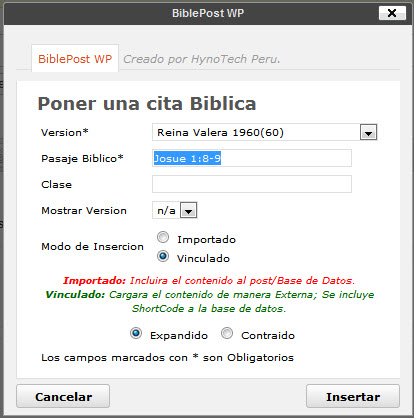 BiblePost WP
BiblePost WP Creado por HynoTech Peru.
Poner una cita Biblica
Version* Reina Valera 1960(60)
Pasaje Biblico* Josue 1:8-9
Clase
Mostrar Version n/a
Importado
Modo de Insercion
Vinculado
Importado: Incluira el contenido al post/Base de Datos.
Vinculado: Cargara el contenido de manera Externa; Se incluye
ShortCode a la base de datos.
Expandido Contraido
Los campos marcados con * son Obligatorios
Cancelar Insertar